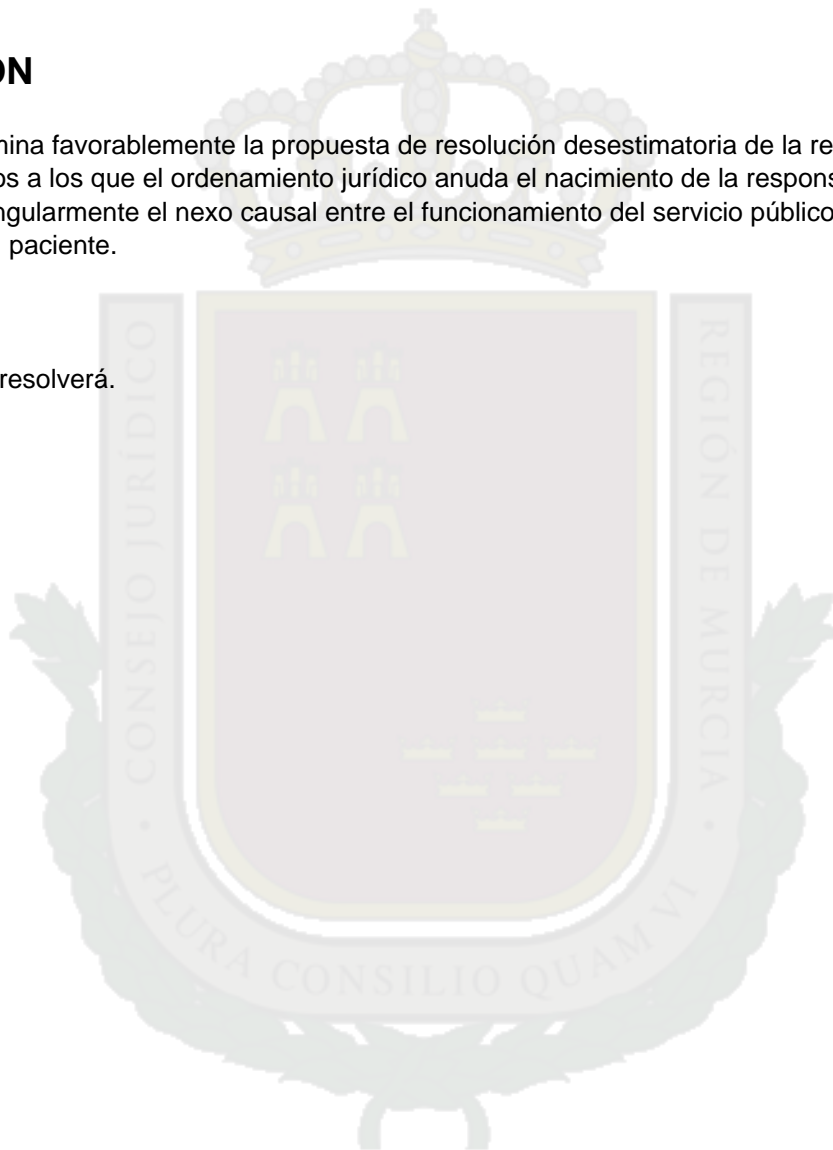 ÓN
mina favorablemente la propuesta de resolución desestimatoria de la re
os a los que el ordenamiento jurídico anuda el nacimiento de la respons
ngularmente el nexo causal entre el funcionamiento del servicio público
paciente.
resolverá.
CONSEJO JURÍDICO
REGIÓN DE MURCIA
PLURA CONSILIO QUAM VI